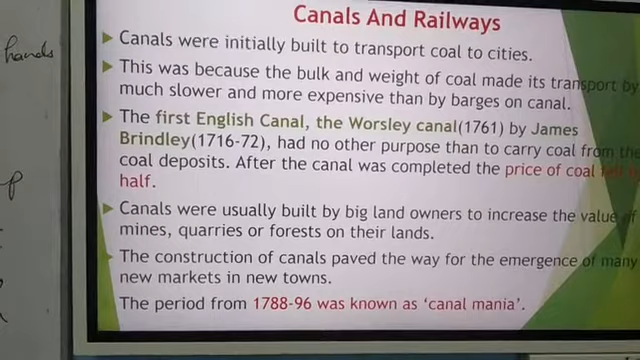 Canals And Railways
hands
Canals were initially built to transport coal to cities.
This was because the bulk and weight of coal made its transport by
much slower and more expensive than by barges on canal.
The first English Canal, the Worsley canal(1761) by James
Brindley(1716-72), had no other purpose than to carry coal from the
coal deposits. After the canal was completed the price of coal fell
half.
Canals were usually built by big land owners to increase the value of
mines, quarries or forests on their lands.
The construction of canals paved the way for the emergence of many
new markets in new towns.
The period from 1788-96 was known as ‘canal mania’.